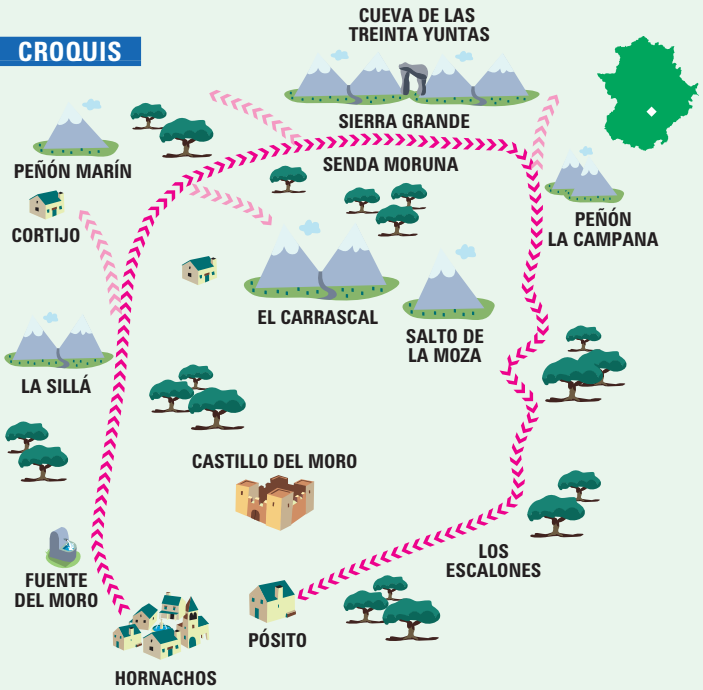 CROQUIS
CUEVA DE LAS
TREINTA YUNTAS
SIERRA GRANDE
SENDA MORUNA
PEÑÓN MARÍN
CORTIJO
PEÑÓN
LA CAMPANA
EL CARRASCAL
SALTO DE
LA MOZA
LA SILLÁ
CASTILLO DEL MORO
LOS
ESCALONES
FUENTE
DEL MORO
PÓSITO
HORNACHOS